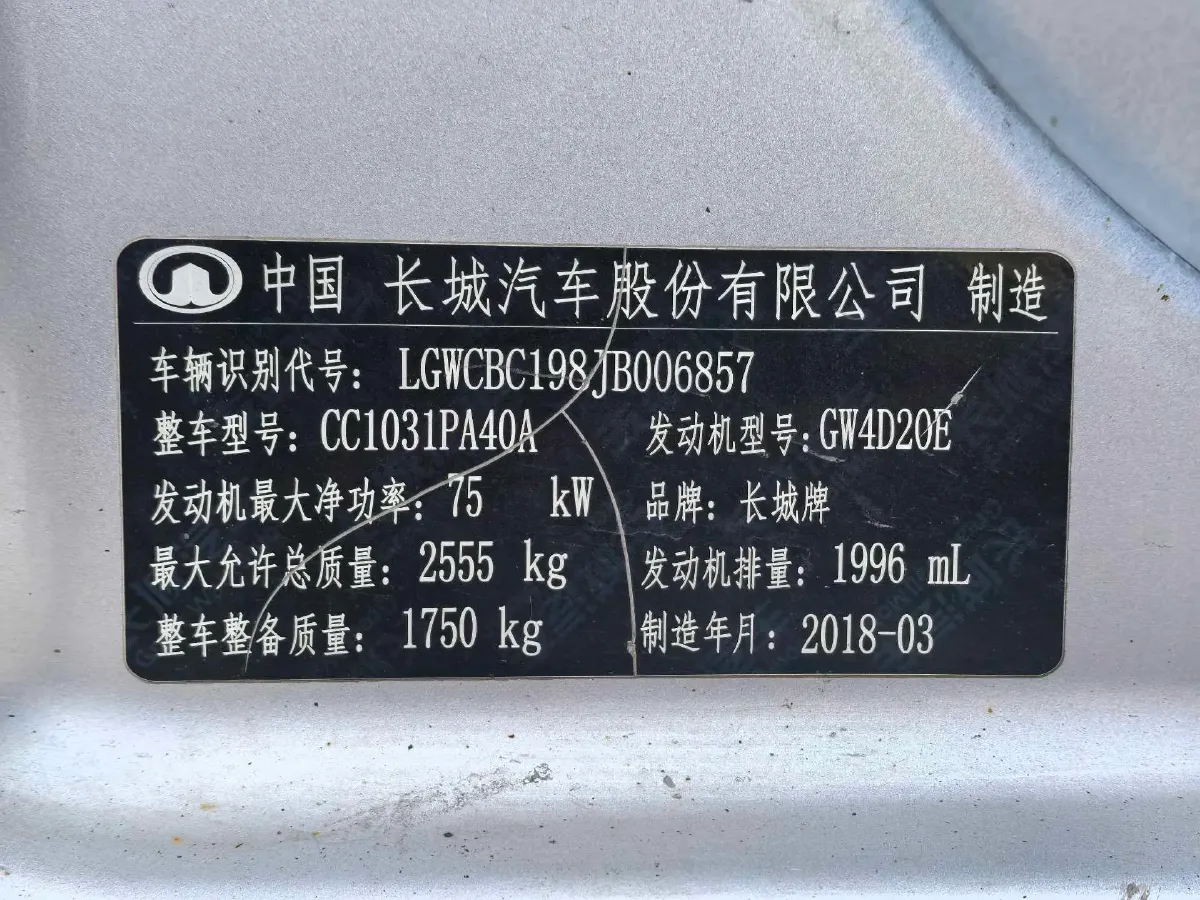 中国 长城汽车股份有限公司 制造
车辆识别代号: LGWCBC198JB006857
整车型号: CC1031PA40A 发动机型号: GW4D20E
发动机最大净功率: 75 kW 品牌: 长城牌
最大允许总质量: 2555 kg 发动机排量: 1996 mL
整车整备质量: 1750 kg 制造年月: 2018-03